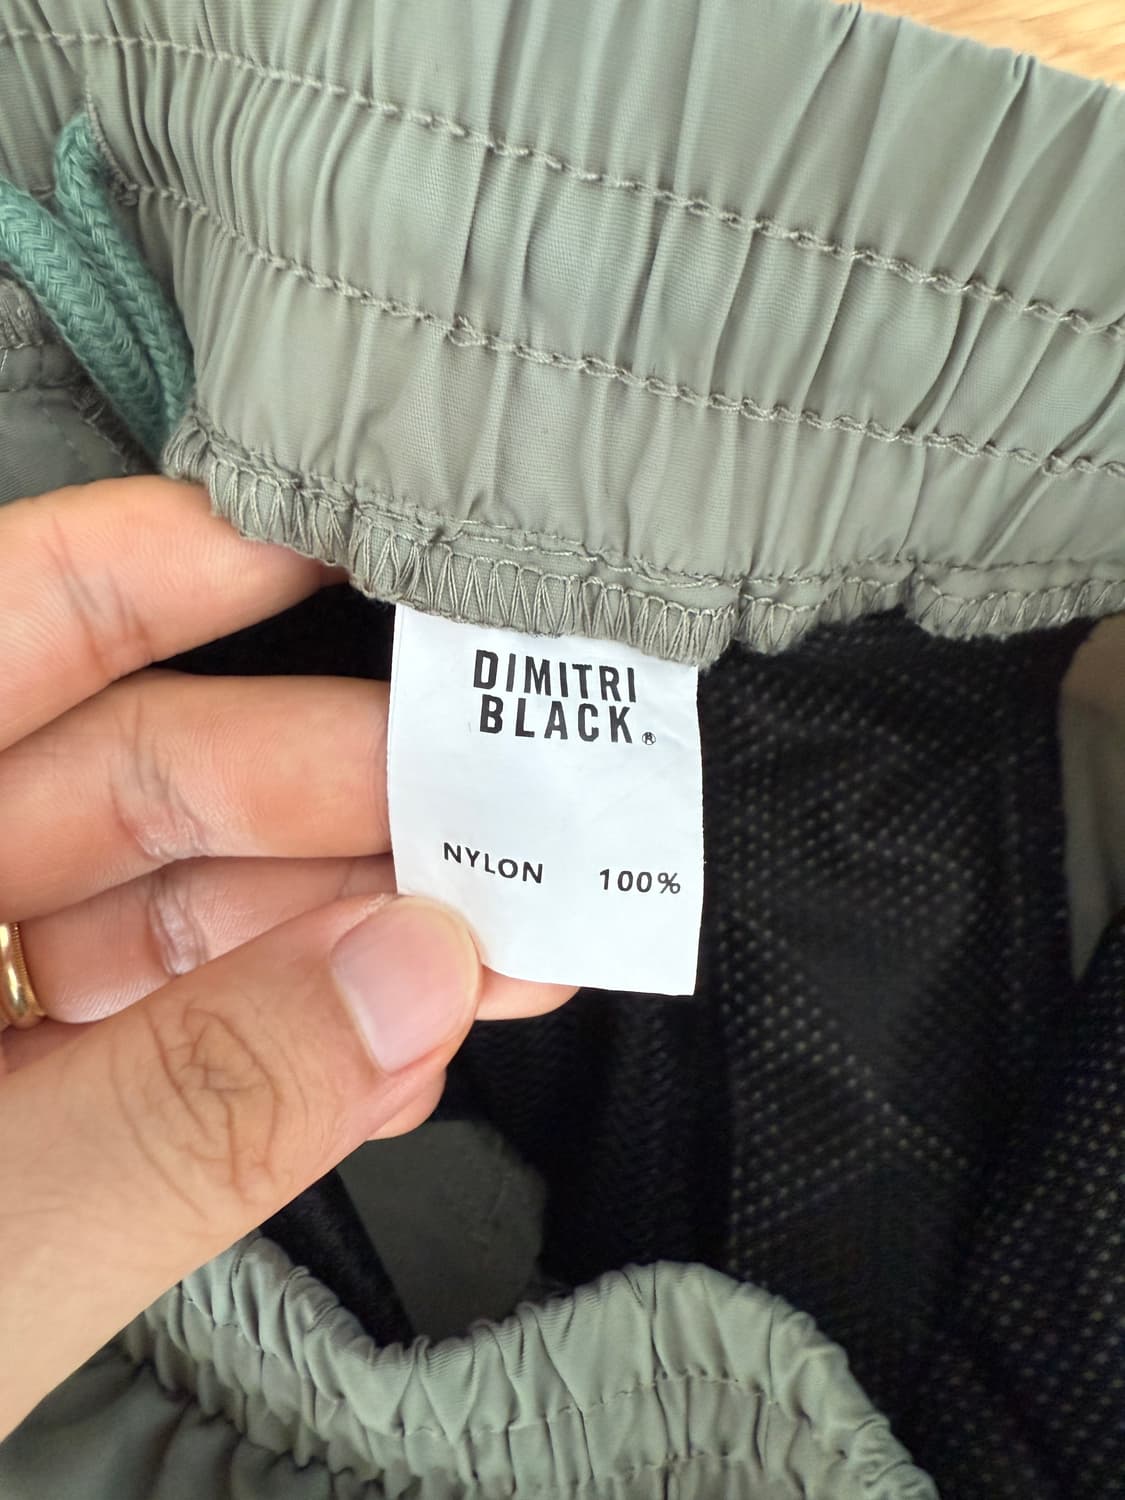 DIMITRI
BLACK®
NYLON 100%